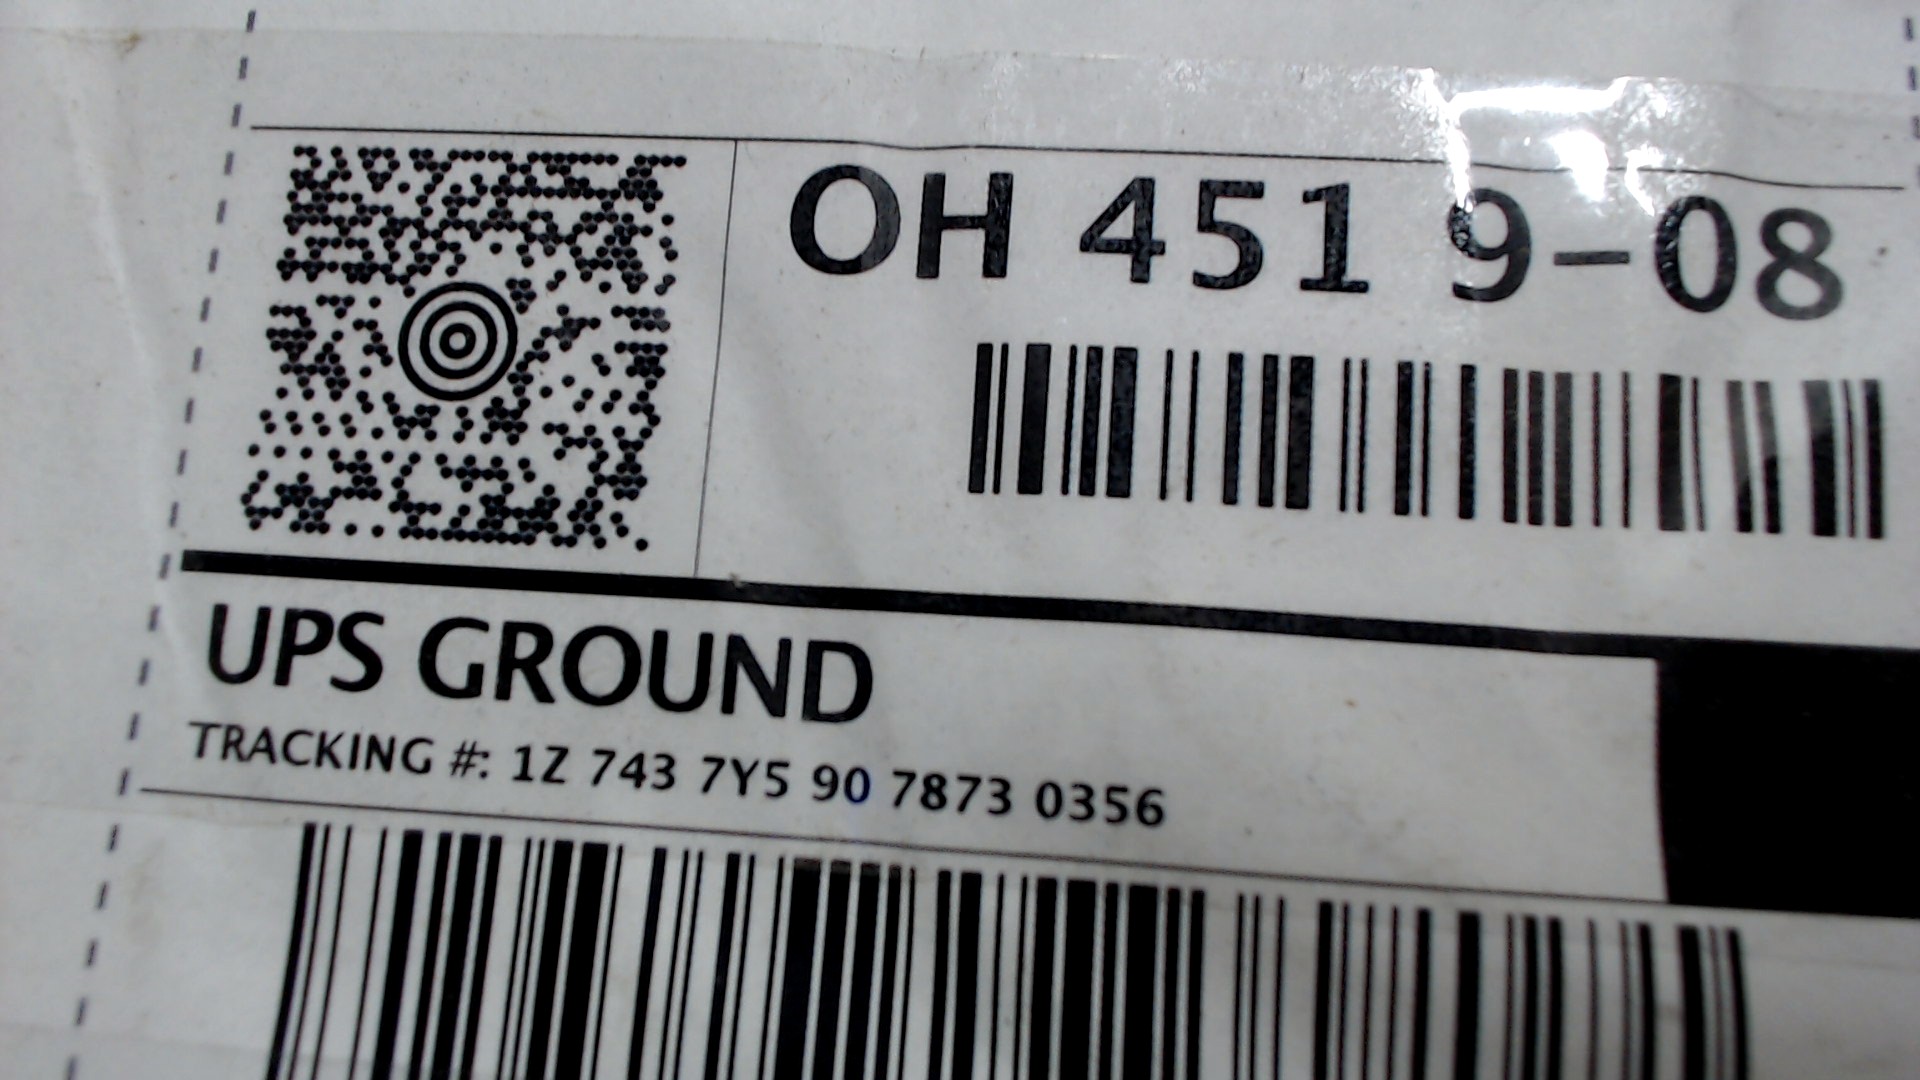 OH 451 9-08
UPS GROUND
TRACKING #: 1Z 743 7Y5 90 7873 0356